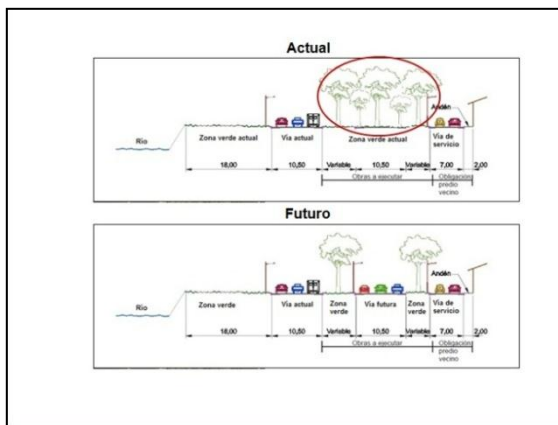 Actual
Andén
Río
Zona verde actual
Vía actual
Zona verde actual
Vía de
servicio
18,00
10,50
Variable
10,50
Variable
7,00
2,00
Obras a ejecutar
Obligación
predio
vecino
Futuro
Andén
Río
Zona verde
Vía actual
Zona
verde
Vía futura
Zona
verde
Vía de
servicio
18,00
10,50
Variable
10,50
Variable
7,00
2,00
Obras a ejecutar
Obligación
predio
vecino